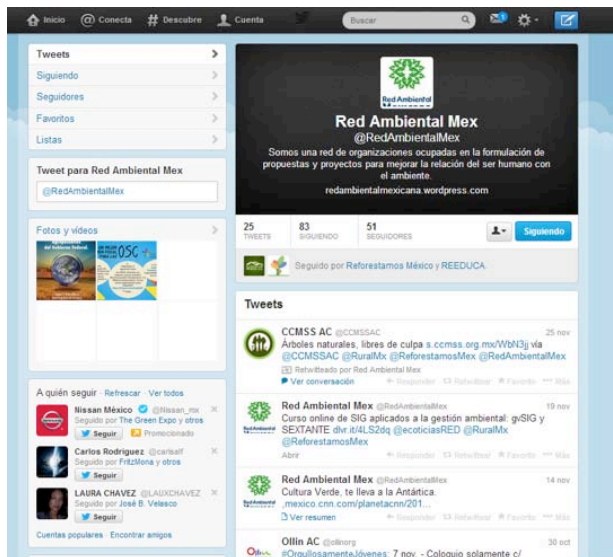 Inicio @ Conecta # Descubre Cuenta Buscar
Tweets
Siguiendo
Seguidores
Favoritos
Listas
Tweet para Red Ambiental Mex
@RedAmbientalMex
Fotos y vídeos
OSC
A quién seguir · Refrescar · Ver todos
Nissan México @Nissan_mx
Seguido por The Green Expo y otros
Seguir Promocionado
Carlos Rodriguez @carlsalf
Seguido por FritzMona y otros
Seguir
LAURA CHAVEZ @LAUXCHAVEZ
Seguido por José B. Velasco
Seguir
Cuentas populares · Encontrar amigos
Red Ambiental
Red Ambiental Mex
@RedAmbientalMex
Somos una red de organizaciones ocupadas en la formulación de
propuestas y proyectos para mejorar la relación del ser humano con
el ambiente.
redambientalmexicana.wordpress.com
25 83 51
TWEETS SIGUIENDO SEGUIDORES
Siguiendo
Seguido por Reforestamos México y REEDUCA.
Tweets
CCMSS AC @CCMSSAC 25 nov
Árboles naturales, libres de culpa s.ccmss.org.mx/WbN3jj vía
@CCMSSAC @RuralMx @ReforestamosMex @RedAmbientalMex
Retwitteado por Red Ambiental Mex
Ver conversación Responder Retwittear Favorito Más
Red Ambiental Mex @RedAmbientalMex 19 nov
Curso online de SIG aplicados a la gestión ambiental: gvSIG y
SEXTANTE dlvr.it/4LS2dq @ecoticiasRED @RuralMx
@ReforestamosMex
Abrir Responder Retwittear Favorito Más
Red Ambiental Mex @RedAmbientalMex 14 nov
Cultura Verde, te lleva a la Antártica.
.mexico.cnn.com/planetacnn/201...
Ver resumen Responder Retwittear Favorito Más
Ollin AC @ollinorg 30 oct
#OrgullosamenteJóvenes: 7 nov. - Coloquio solamente c/